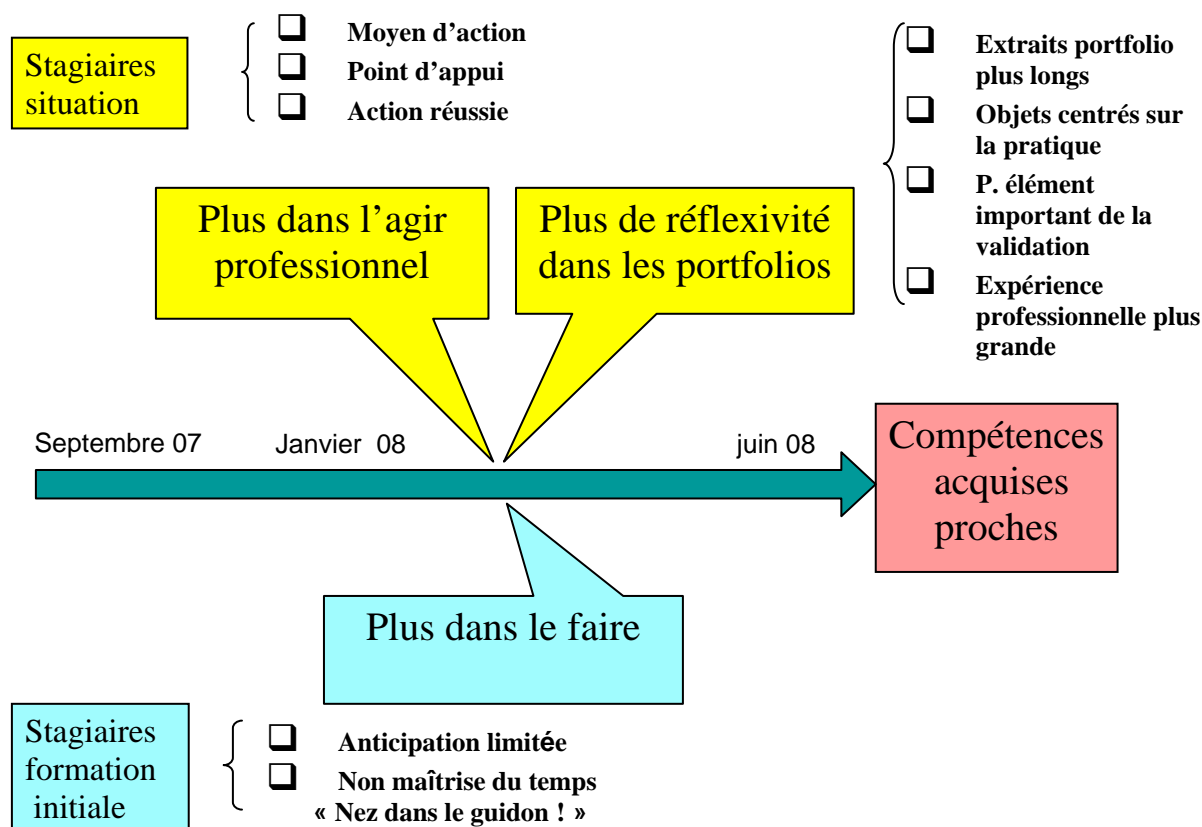 Stagiaires
situation
Moyen d’action
Point d’appui
Action réussie
Extraits portfolio
plus longs
Objets centrés sur
la pratique
P. élément
important de la
validation
Expérience
professionnelle plus
grande
Plus dans l’agir
professionnel
Plus de réflexivité
dans les portfolios
Septembre 07
Janvier 08
juin 08
Compétences
acquises
proches
Plus dans le faire
Stagiaires
formation
initiale
Anticipation limitée
Non maîtrise du temps
« Nez dans le guidon ! »